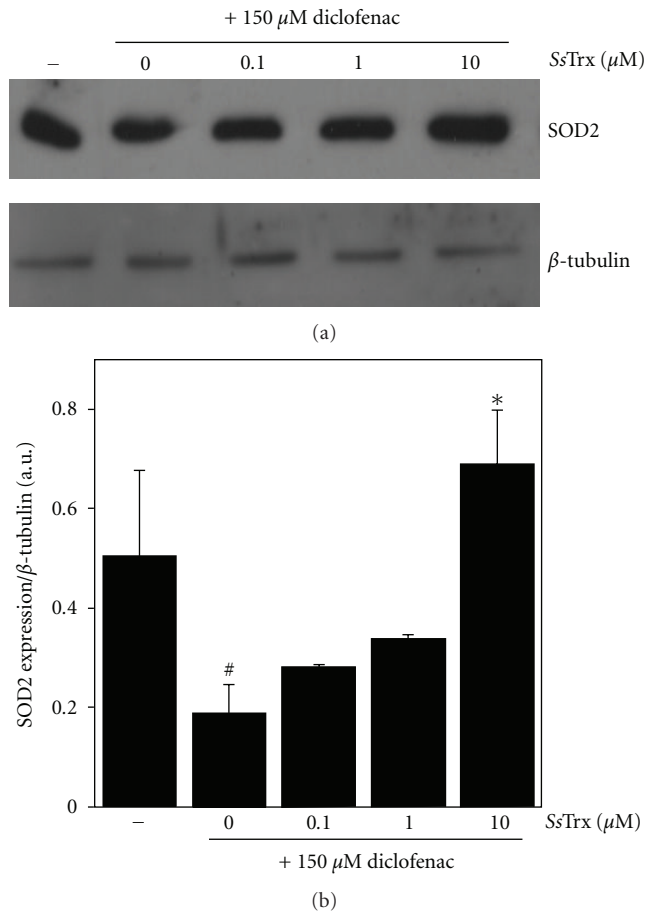 + 150 μM diclofenac
– 0 0.1 1 10 SsTrx (μM)
SOD2
β-tubulin
(a)
SOD2 expression/β-tubulin (a.u.)
0.8
0.6
0.4
0.2
0
#
*
– 0 0.1 1 10 SsTrx (μM)
+ 150 μM diclofenac
(b)